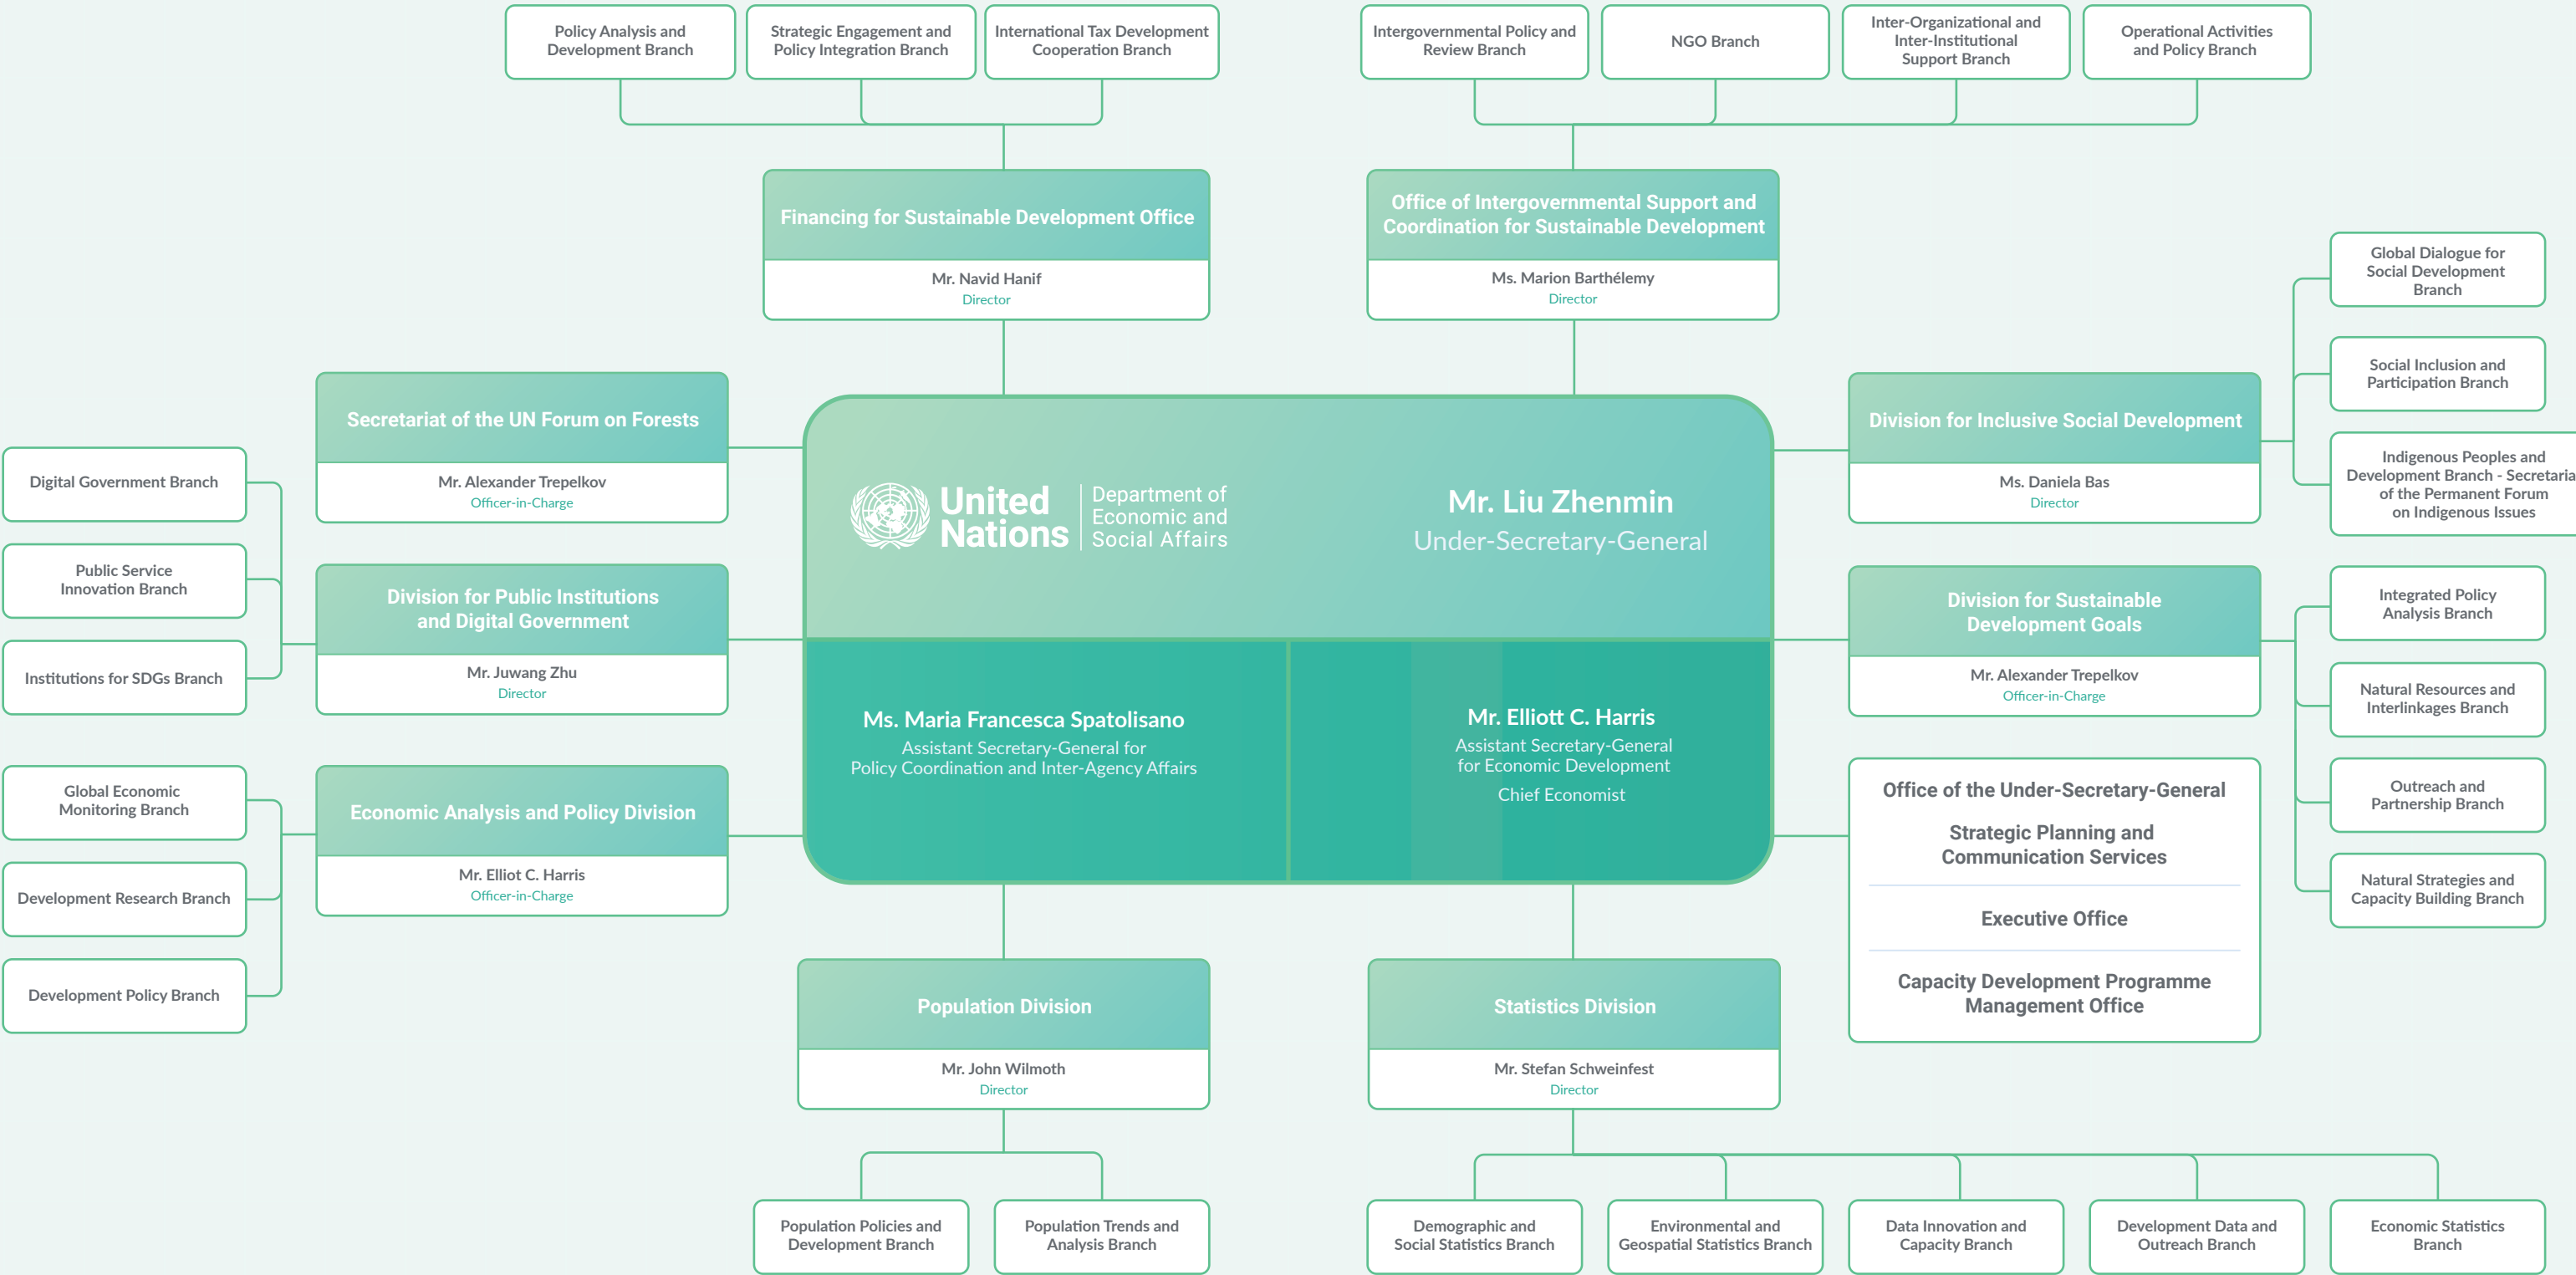 Policy Analysis and
Development Branch
Strategic Engagement and
Policy Integration Branch
International Tax Development
Cooperation Branch
Intergovernmental Policy and
Review Branch
NGO Branch
Inter-Organizational and
Inter-Institutional
Support Branch
Operational Activities
and Policy Branch
Financing for Sustainable Development Office
Mr. Navid Hanif
Director
Office of Intergovernmental Support and
Coordination for Sustainable Development
Ms. Marion Barthélemy
Director
Secretariat of the UN Forum on Forests
Mr. Alexander Trepelkov
Officer-in-Charge
Digital Government Branch
Public Service
Innovation Branch
Institutions for SDGs Branch
Division for Public Institutions
and Digital Government
Mr. Juwang Zhu
Director
Global Economic
Monitoring Branch
Development Research Branch
Development Policy Branch
Economic Analysis and Policy Division
Mr. Elliot C. Harris
Officer-in-Charge
United
Nations
Department of
Economic and
Social Affairs
Mr. Liu Zhenmin
Under-Secretary-General
Ms. Maria Francesca Spatolisano
Assistant Secretary-General for
Policy Coordination and Inter-Agency Affairs
Mr. Elliott C. Harris
Assistant Secretary-General
for Economic Development
Chief Economist
Division for Inclusive Social Development
Ms. Daniela Bas
Director
Global Dialogue for
Social Development
Branch
Social Inclusion and
Participation Branch
Indigenous Peoples and
Development Branch - Secretaria
of the Permanent Forum
on Indigenous Issues
Division for Sustainable
Development Goals
Mr. Alexander Trepelkov
Officer-in-Charge
Integrated Policy
Analysis Branch
Natural Resources and
Interlinkages Branch
Outreach and
Partnership Branch
Natural Strategies and
Capacity Building Branch
Office of the Under-Secretary-General
Strategic Planning and
Communication Services
Executive Office
Capacity Development Programme
Management Office
Population Division
Mr. John Wilmoth
Director
Statistics Division
Mr. Stefan Schweinfest
Director
Population Policies and
Development Branch
Population Trends and
Analysis Branch
Demographic and
Social Statistics Branch
Environmental and
Geospatial Statistics Branch
Data Innovation and
Capacity Branch
Development Data and
Outreach Branch
Economic Statistics
Branch